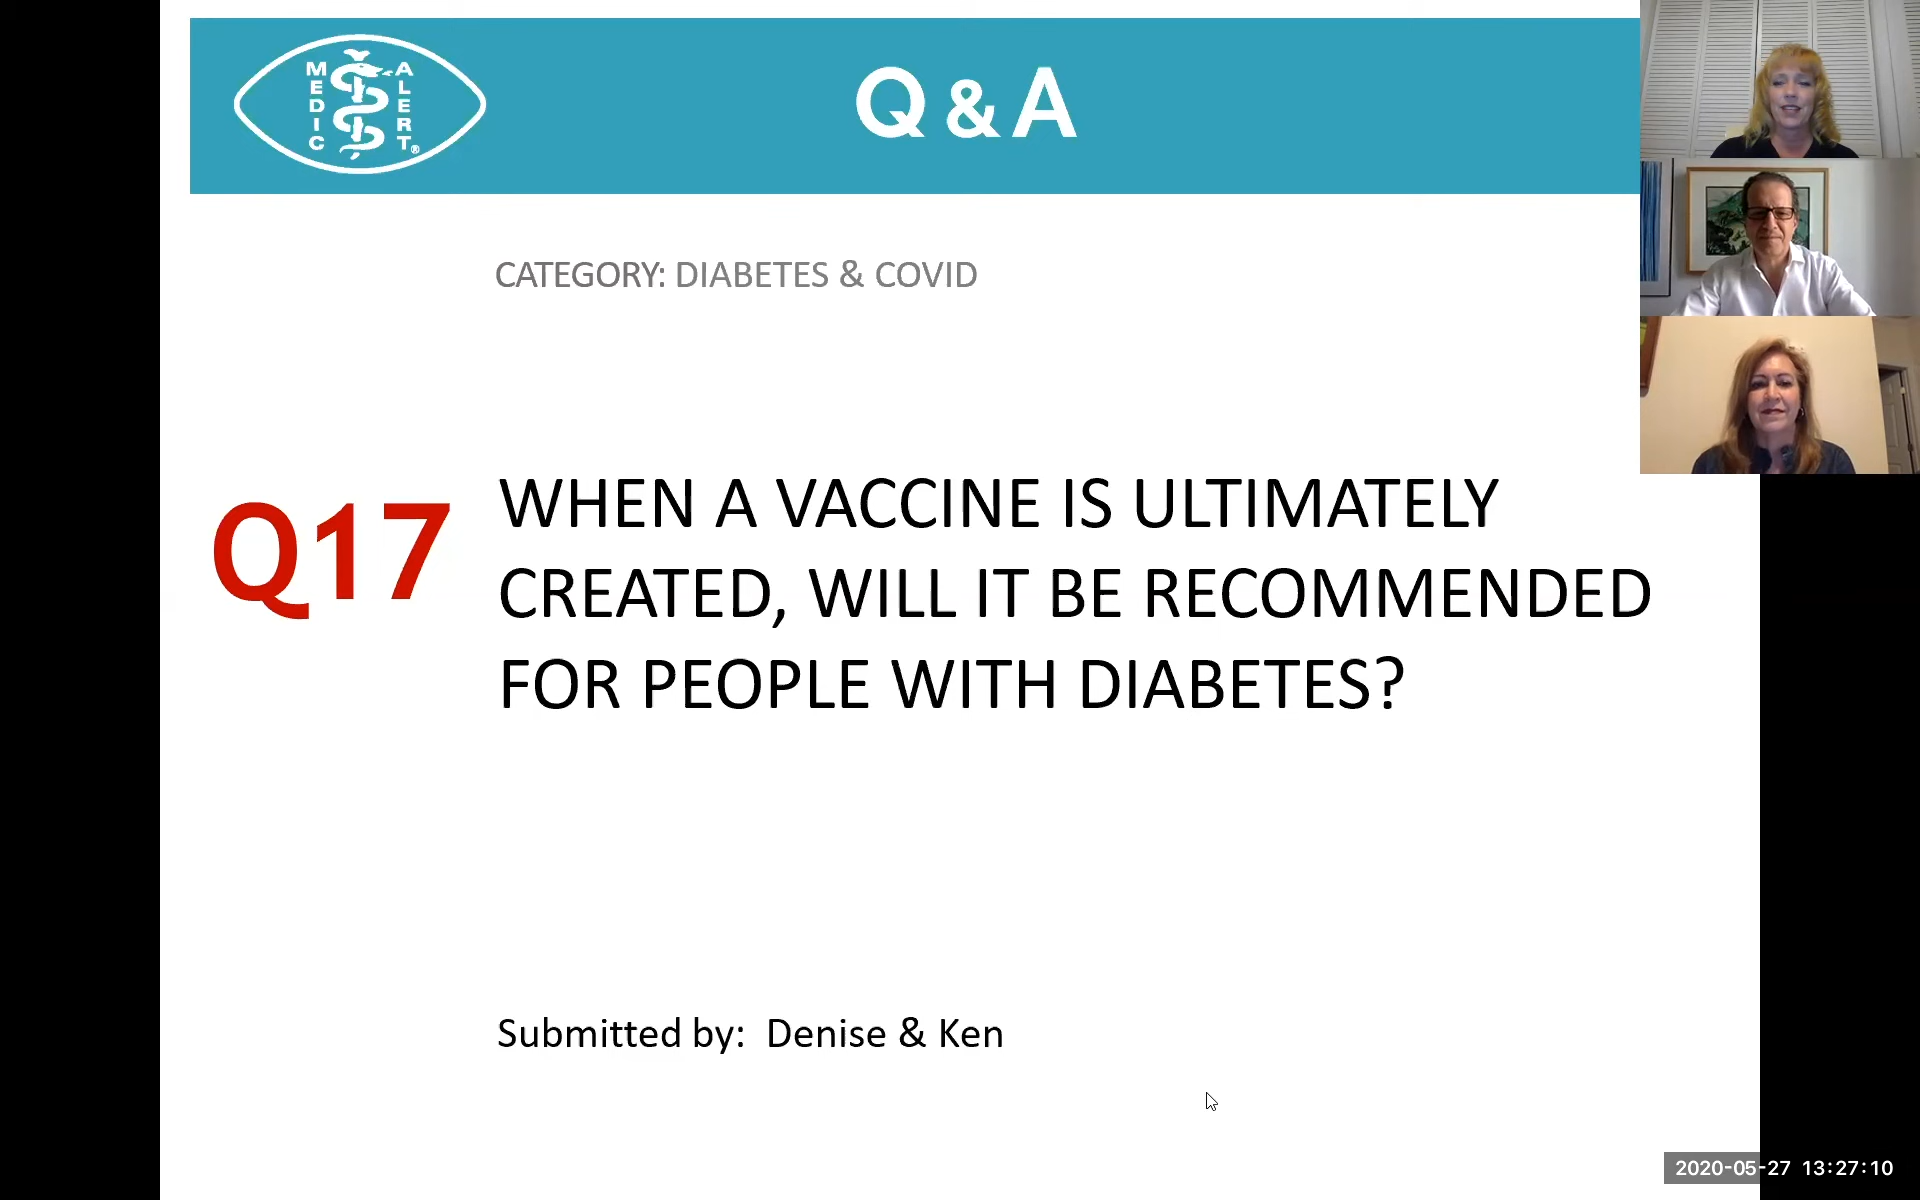 MEDIC
ALERT®
Q & A
CATEGORY: DIABETES & COVID
Q17
WHEN A VACCINE IS ULTIMATELY
CREATED, WILL IT BE RECOMMENDED
FOR PEOPLE WITH DIABETES?
Submitted by: Denise & Ken
2020-05-27 13:27:10